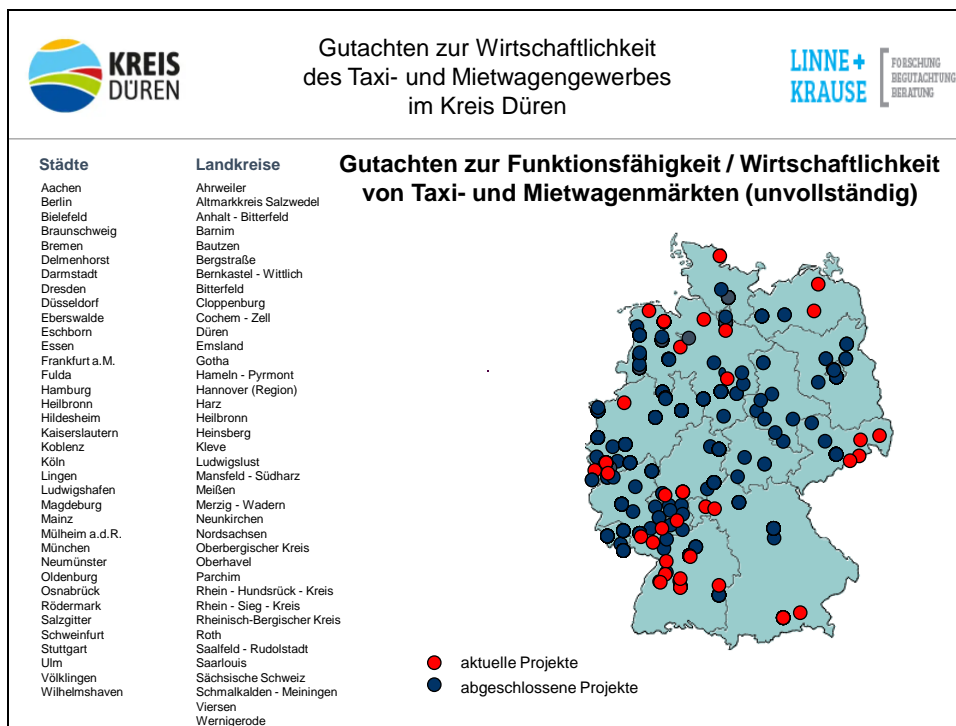 KREIS
DÜREN
Gutachten zur Wirtschaftlichkeit
des Taxi- und Mietwagengewerbes
im Kreis Düren
LINNE+
KRAUSE
FORSCHUNG
BEGUTACHTUNG
BERATUNG
Gutachten zur Funktionsfähigkeit / Wirtschaftlichkeit
von Taxi- und Mietwagenmärkten (unvollständig)
Städte
Aachen
Berlin
Bielefeld
Braunschweig
Bremen
Delmenhorst
Darmstadt
Dresden
Düsseldorf
Eberswalde
Eschborn
Essen
Frankfurt a.M.
Fulda
Hamburg
Heilbronn
Hildesheim
Kaiserslautern
Koblenz
Köln
Lingen
Ludwigshafen
Magdeburg
Mainz
Mülheim a.d.R.
München
Neumünster
Oldenburg
Osnabrück
Rödermark
Salzgitter
Schweinfurt
Stuttgart
Ulm
Völklingen
Wilhelmshaven
Landkreise
Ahrweiler
Altmarkkreis Salzwedel
Anhalt - Bitterfeld
Barnim
Bautzen
Bergstraße
Bernkastel - Wittlich
Bitterfeld
Cloppenburg
Cochem - Zell
Düren
Emsland
Gotha
Hameln - Pyrmont
Hannover (Region)
Harz
Heilbronn
Heinsberg
Kleve
Ludwigslust
Mansfeld - Südharz
Meißen
Merzig - Wadern
Neunkirchen
Nordsachsen
Oberbergischer Kreis
Oberhavel
Parchim
Rhein - Hundsrück - Kreis
Rhein - Sieg - Kreis
Rheinisch-Bergischer Kreis
Roth
Saalfeld - Rudolstadt
Saarlouis
Sächsische Schweiz
Schmalkalden - Meiningen
Viersen
Wernigerode
aktuelle Projekte
abgeschlossene Projekte